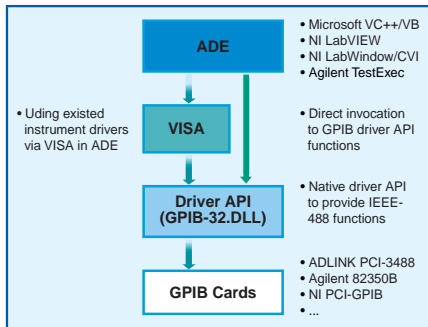 ADE
• Microsoft VC++/VB
• NI LabVIEW
• NI LabWindow/CVI
• Agilent TestExec
• Uding existed
instrument drivers
via VISA in ADE
VISA
• Direct invocation
to GPIB driver API
functions
Driver API
(GPIB-32.DLL)
• Native driver API
to provide IEEE-
488 functions
GPIB Cards
• ADLINK PCI-3488
• Agilent 82350B
• NI PCI-GPIB
• ...